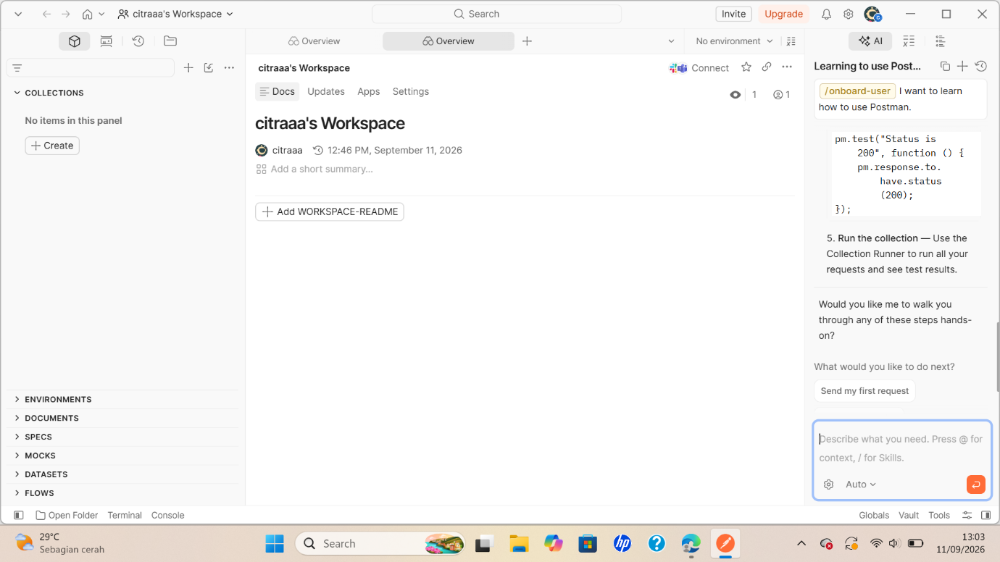 citraaa's Workspace
Search
Invite
Upgrade
Overview
Overview
No environment
AI
COLLECTIONS
No items in this panel
Create
ENVIRONMENTS
DOCUMENTS
SPECS
MOCKS
DATASETS
FLOWS
citraaa's Workspace
Connect
Docs
Updates
Apps
Settings
1
1
citraaa's Workspace
citraaa
12:46 PM, September 11, 2026
Add a short summary...
Add WORKSPACE-README
Learning to use Post...
/onboard-user I want to learn
how to use Postman.
pm.test("Status is
200", function () {
pm.response.to.
have.status
(200);
});
5. Run the collection — Use the
Collection Runner to run all your
requests and see test results.
Would you like me to walk you
through any of these steps hands-
on?
What would you like to do next?
Send my first request
Describe what you need. Press @ for
context, / for Skills.
Auto
Open Folder
Terminal
Console
Globals
Vault
Tools
29°C
Sebagian cerah
Search
hp
13:03
11/09/2026